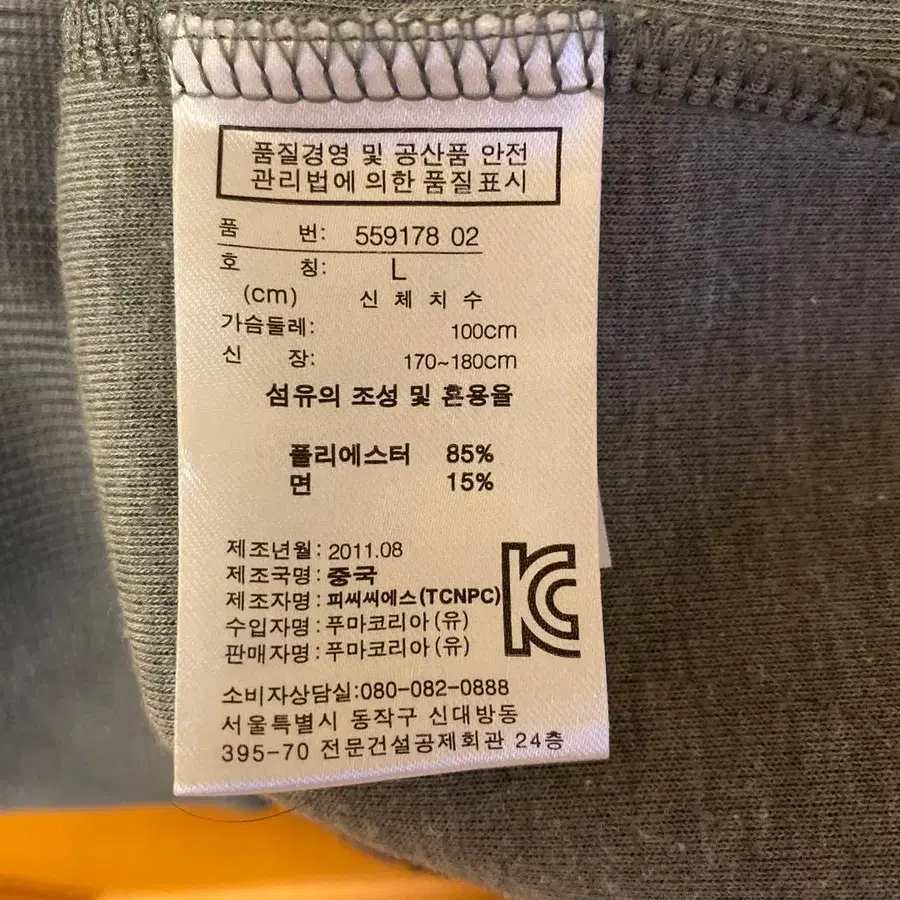 품질경영 및 공산품 안전
관리법에 의한 품질표시
품 번: 559178 02
호 칭: L
(cm) 신 체 치 수
가슴둘레: 100cm
신 장: 170~180cm
섬유의 조성 및 혼용율
폴리에스터 85%
면 15%
제조년월: 2011.08
제조국명: 중국
제조자명: 피씨씨에스(TCNPC)
수입자명: 푸마코리아(유)
판매자명: 푸마코리아(유)
KC
소비자상담실:080-082-0888
서울특별시 동작구 신대방동
395-70 전문건설공제회관 24층